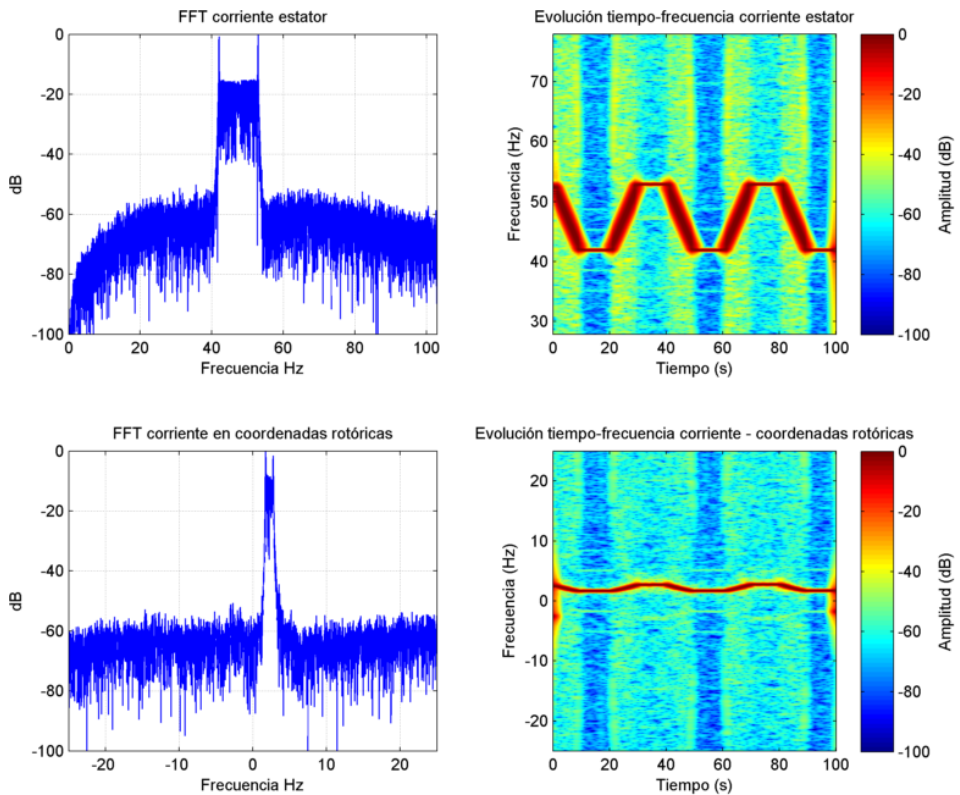 FFT corriente estator
0
-20
-40
-60
-80
-100
dB
0 20 40 60 80 100
Frecuencia Hz
Evolución tiempo-frecuencia corriente estator
70
60
50
40
30
Frecuencia (Hz)
0 20 40 60 80 100
Tiempo (s)
0
-20
-40
-60
-80
-100
Amplitud (dB)
FFT corriente en coordenadas rotóricas
0
-20
-40
-60
-80
-100
dB
-20 -10 0 10 20
Frecuencia Hz
Evolución tiempo-frecuencia corriente - coordenadas rotóricas
20
10
0
-10
-20
Frecuencia (Hz)
0 20 40 60 80 100
Tiempo (s)
0
-20
-40
-60
-80
-100
Amplitud (dB)